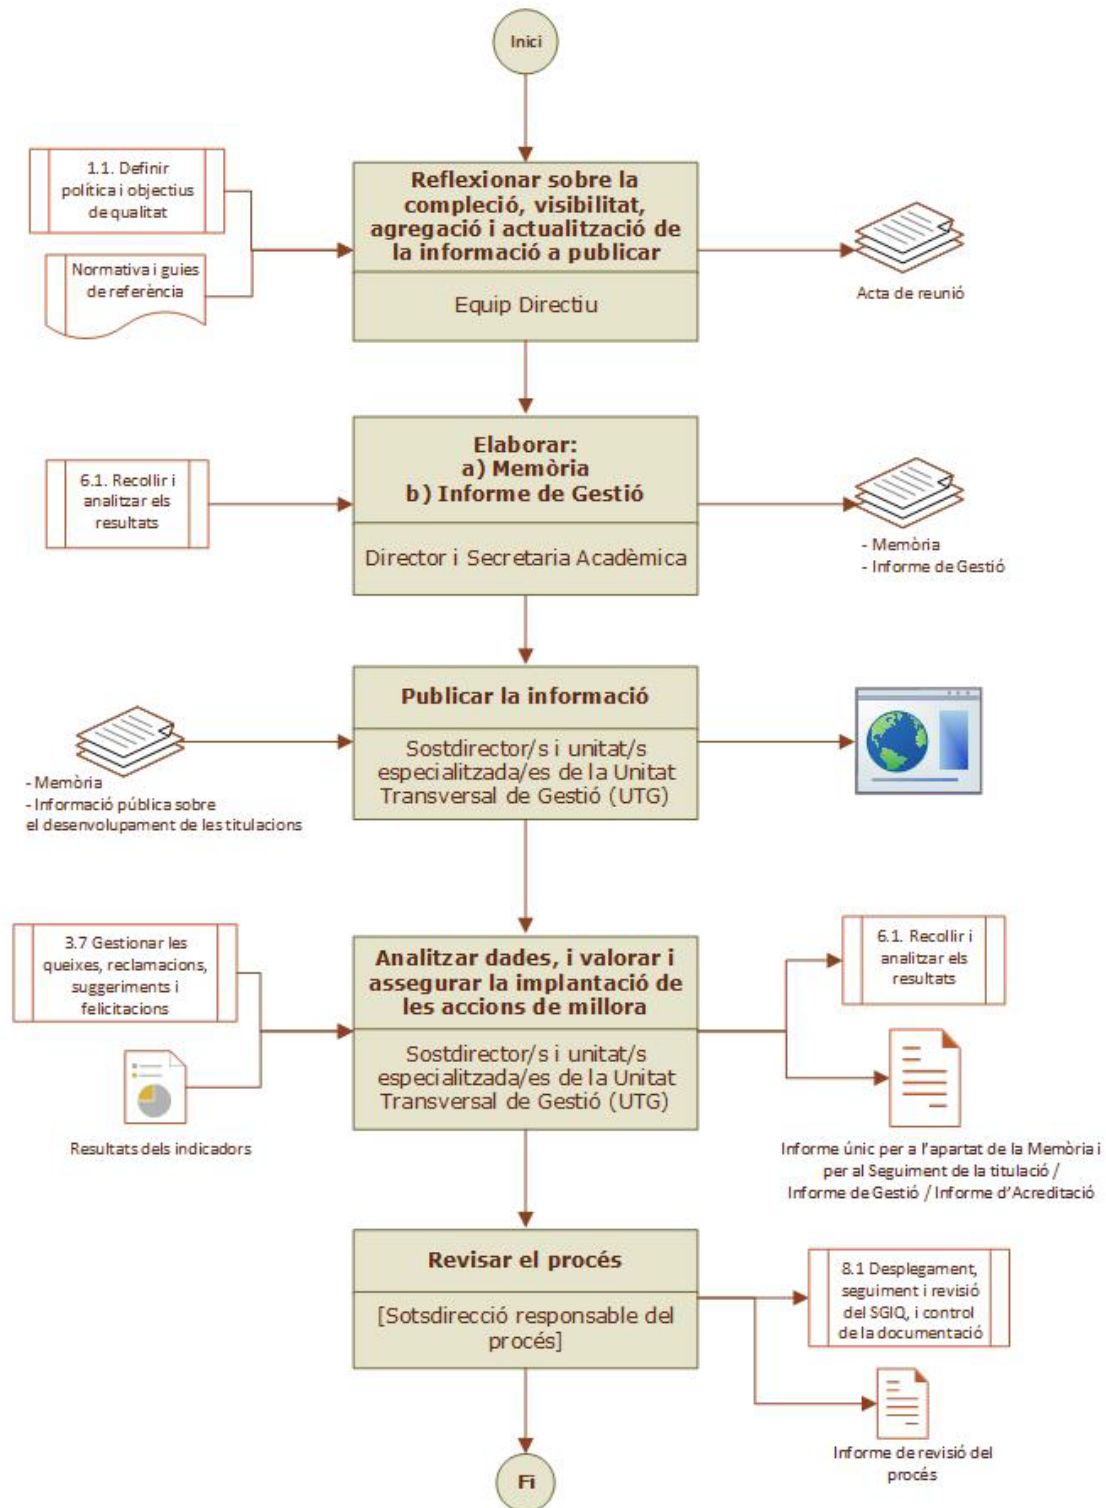 Inici
1.1. Definir
política i objectius
de qualitat
Normativa i guies
de referència
Reflexionar sobre la
compleció, visibilitat,
agregació i actualització de
la informació a publicar
Equip Directiu
Acta de reunió
6.1. Recollir i
analitzar els
resultats
Elaborar:
a) Memòria
b) Informe de Gestió
Director i Secretaria Acadèmica
- Memòria
- Informe de Gestió
- Memòria
- Informació pública sobre
el desenvolupament de les titulacions
Publicar la informació
Sostdirector/s i unitat/s
especialitzada/es de la Unitat
Transversal de Gestió (UTG)
3.7 Gestionar les
queixes, reclamacions,
suggeriments i
felicitacions
Resultats dels indicadors
Analitzar dades, i valorar i
assegurar la implantació de
les accions de millora
Sostdirector/s i unitat/s
especialitzada/es de la Unitat
Transversal de Gestió (UTG)
6.1. Recollir i
analitzar els
resultats
Informe únic per a l'apartat de la Memòria i
per al Seguiment de la titulació /
Informe de Gestió / Informe d'Acreditació
Revisar el procés
[Sotsdirecció responsable del
procés]
8.1 Desplegament,
seguiment i revisió
del SGIQ, i control
de la documentació
Informe de revisió del
procés
Fi